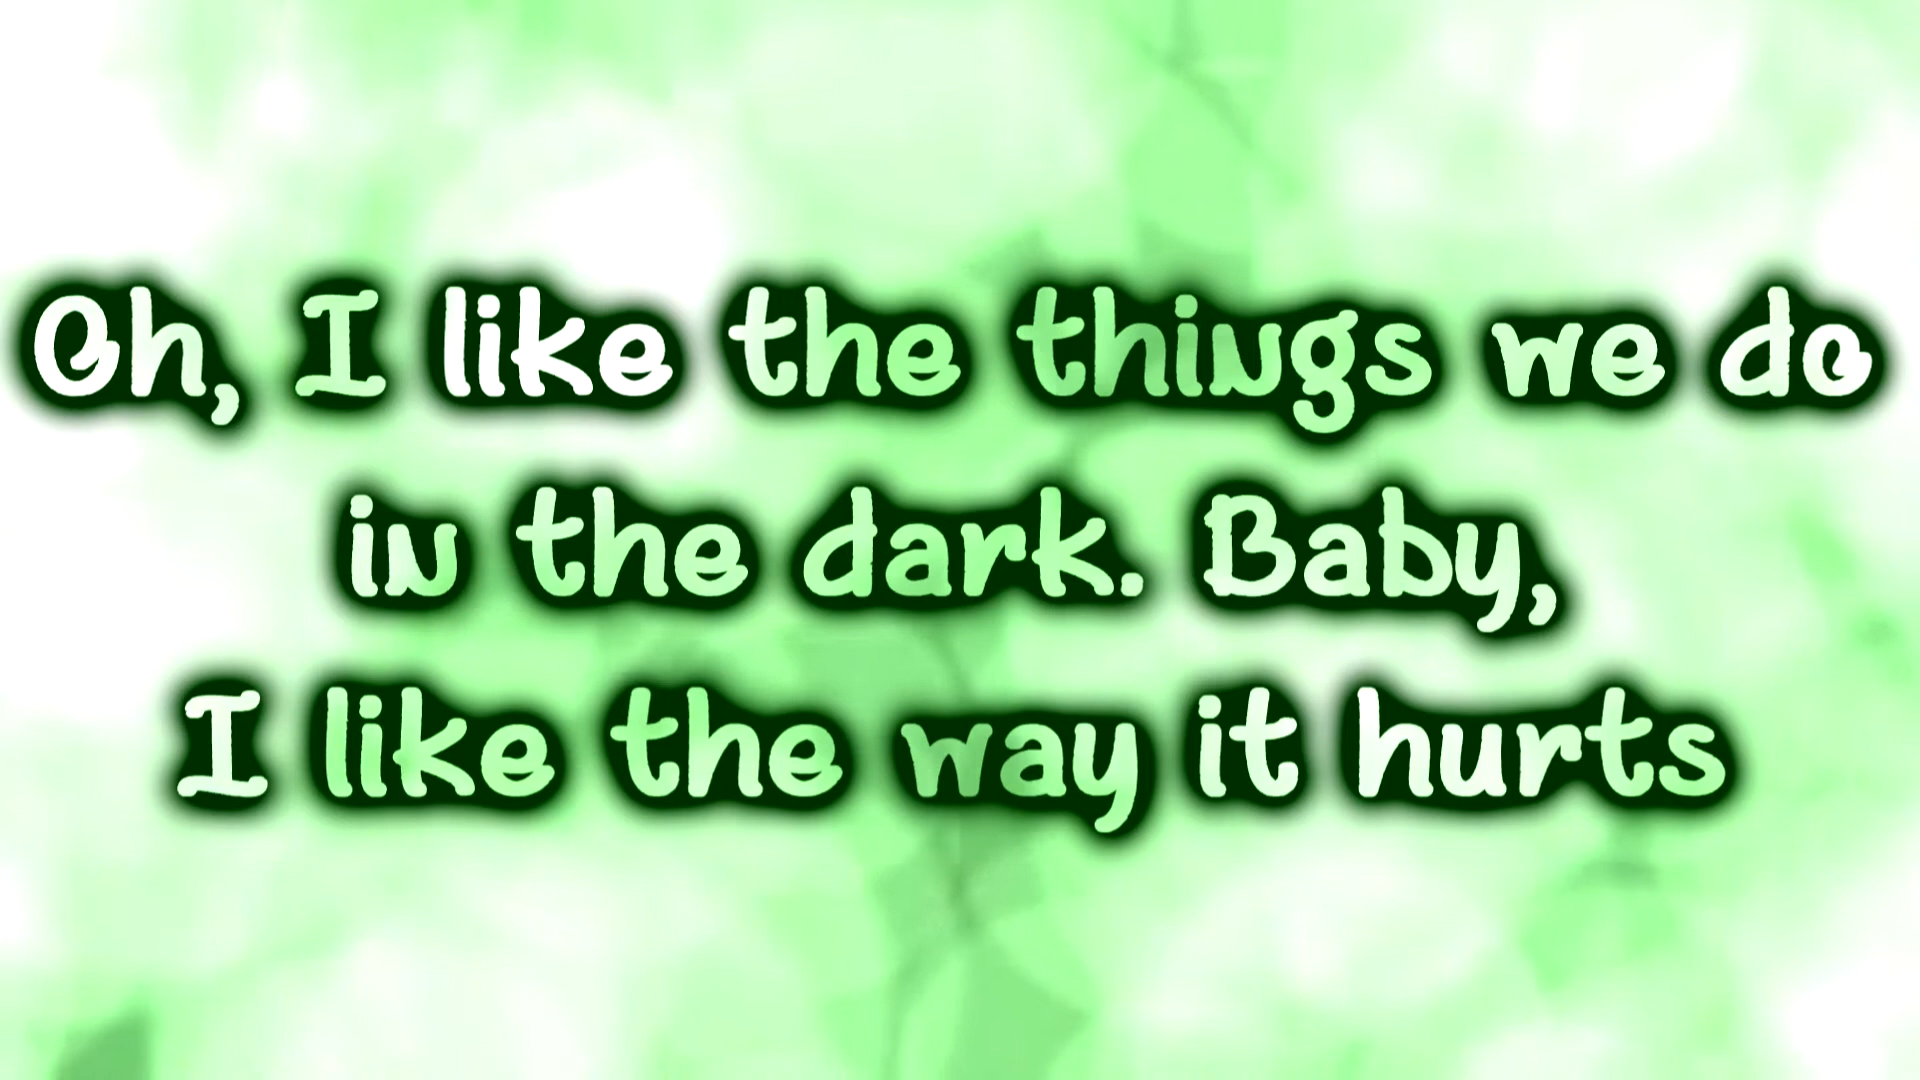 Oh, I like the things we do
in the dark. Baby,
I like the way it hurts